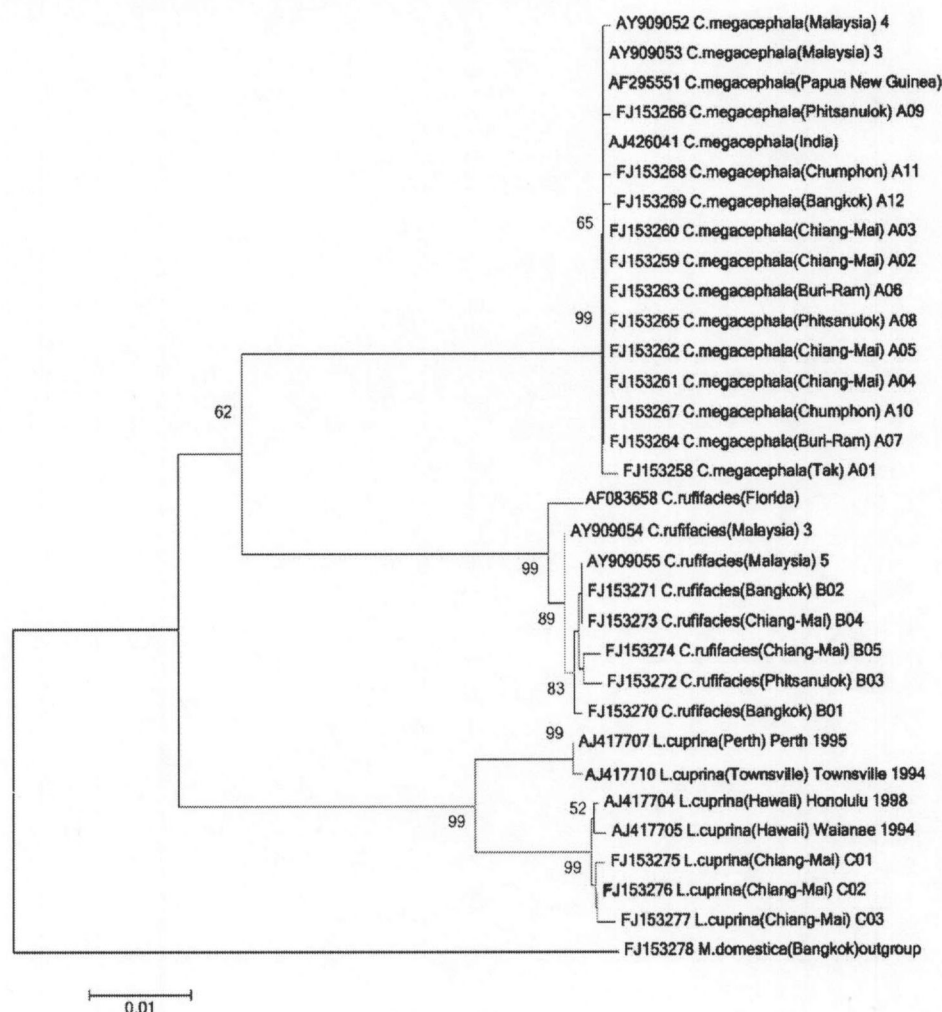 AY909052 C.megacephala(Malaysia) 4
AY909053 C.megacephala(Malaysia) 3
AF295551 C.megacephala(Papua New Guinea)
FJ153266 C.megacephala(Phitsanulok) A09
AJ426041 C.megacephala(India)
FJ153268 C.megacephala(Chumphon) A11
FJ153269 C.megacephala(Bangkok) A12
65
FJ153260 C.megacephala(Chiang-Mai) A03
FJ153259 C.megacephala(Chiang-Mai) A02
FJ153263 C.megacephala(Buri-Ram) A06
99
FJ153265 C.megacephala(Phitsanulok) A08
FJ153262 C.megacephala(Chiang-Mai) A05
FJ153261 C.megacephala(Chiang-Mai) A04
62
FJ153267 C.megacephala(Chumphon) A10
FJ153264 C.megacephala(Buri-Ram) A07
FJ153258 C.megacephala(Tak) A01
AF083658 C.rufifacies(Florida)
AY909054 C.rufifacies(Malaysia) 3
99
AY909055 C.rufifacies(Malaysia) 5
FJ153271 C.rufifacies(Bangkok) B02
89
FJ153273 C.rufifacies(Chiang-Mai) B04
FJ153274 C.rufifacies(Chiang-Mai) B05
83
FJ153272 C.rufifacies(Phitsanulok) B03
FJ153270 C.rufifacies(Bangkok) B01
99
AJ417707 L.cuprina(Perth) Perth 1995
AJ417710 L.cuprina(Townsville) Townsville 1994
52
AJ417704 L.cuprina(Hawaii) Honolulu 1998
99
AJ417705 L.cuprina(Hawaii) Waianae 1994
99
FJ153275 L.cuprina(Chiang-Mai) C01
FJ153276 L.cuprina(Chiang-Mai) C02
FJ153277 L.cuprina(Chiang-Mai) C03
FJ153278 M.domestica(Bangkok)outgroup
0.01